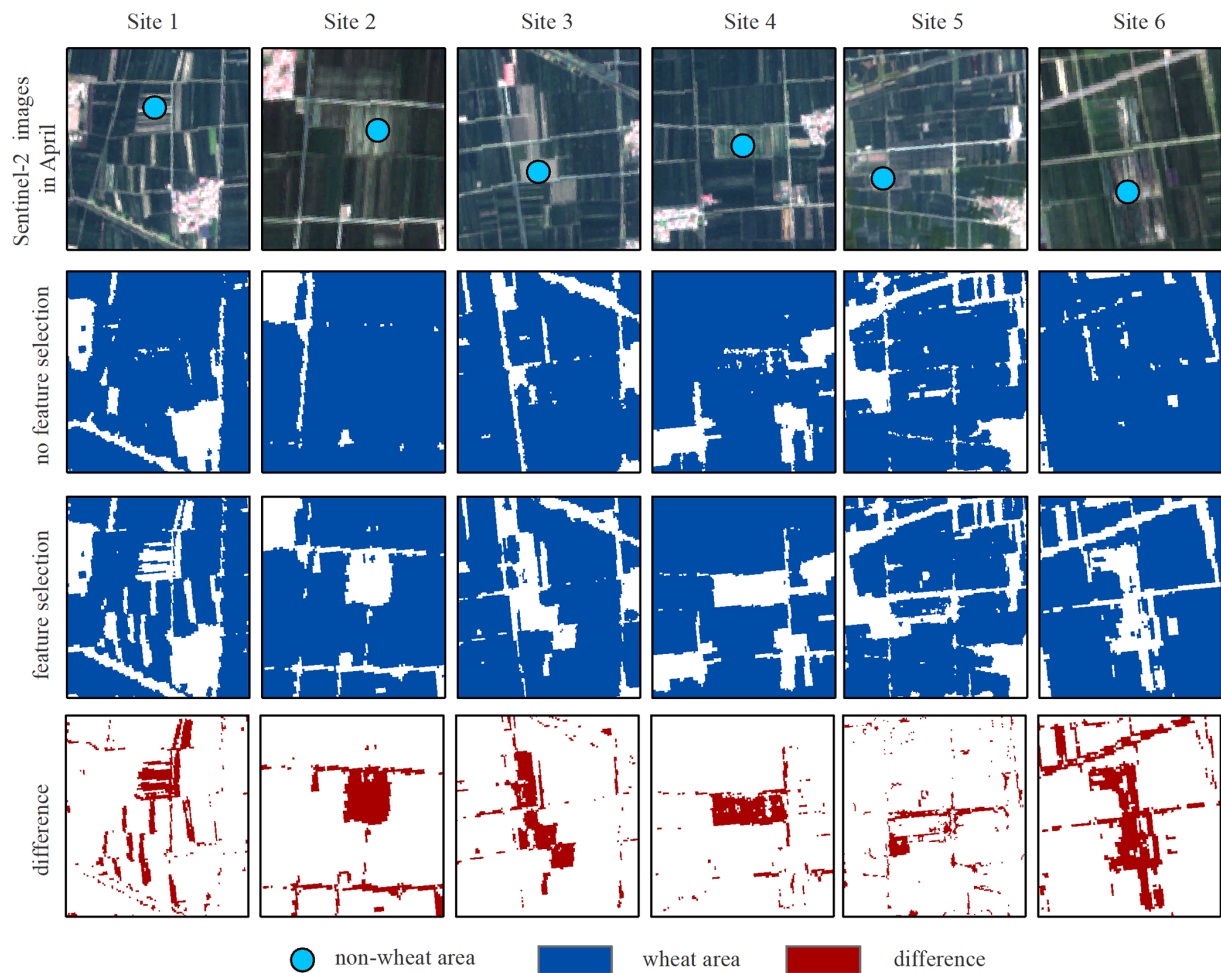 Site 1 Site 2 Site 3 Site 4 Site 5 Site 6
Sentinel-2 images
in April
no feature selection
feature selection
difference
non-wheat area wheat area difference